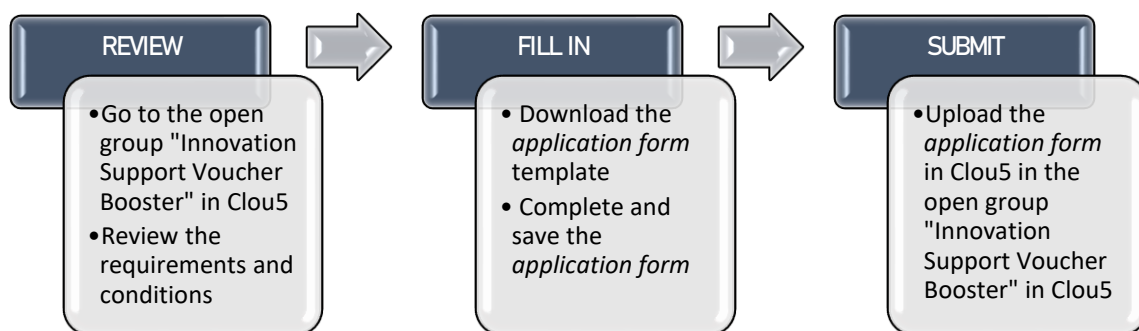 REVIEW
•Go to the open
group "Innovation
Support Voucher
Booster" in Clou5
•Review the
requirements and
conditions
FILL IN
• Download the
application form
template
• Complete and
save the
application form
SUBMIT
•Upload the
application form
in Clou5 in the
open group
"Innovation
Support Voucher
Booster" in Clou5